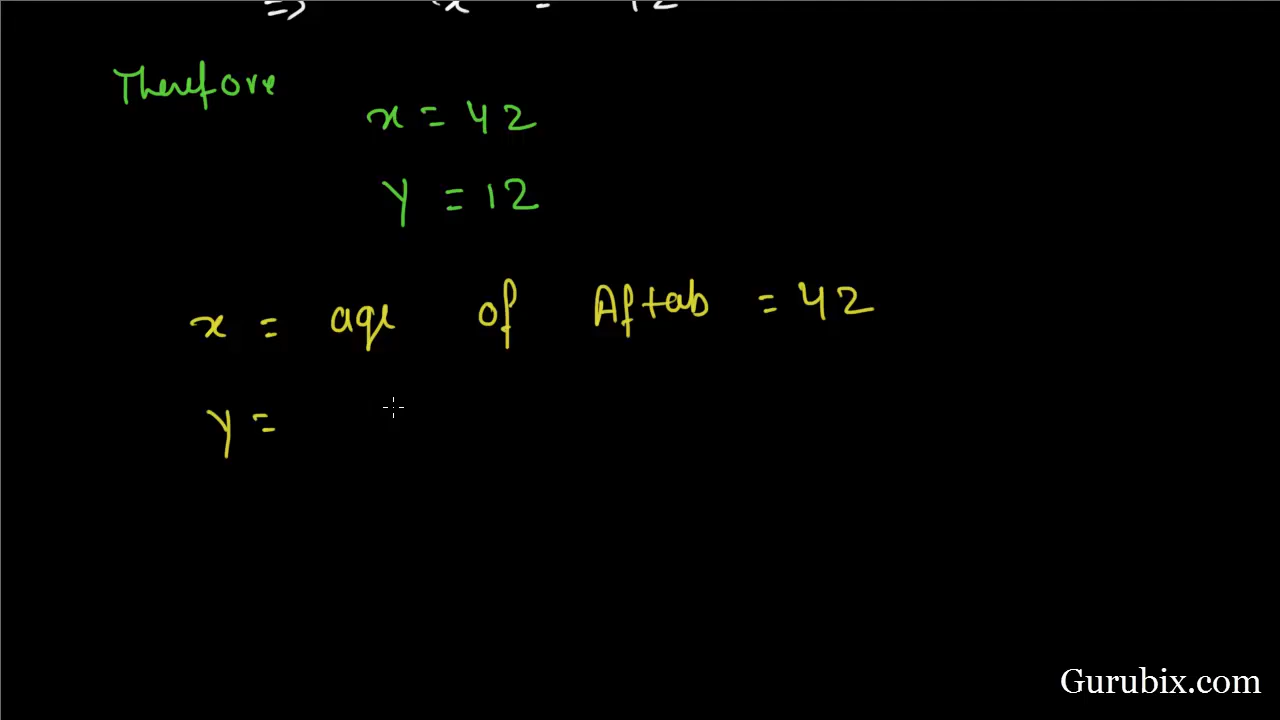 Therefore
x = 42
y = 12
x = age of Aftab = 42
y =
Gurubix.com